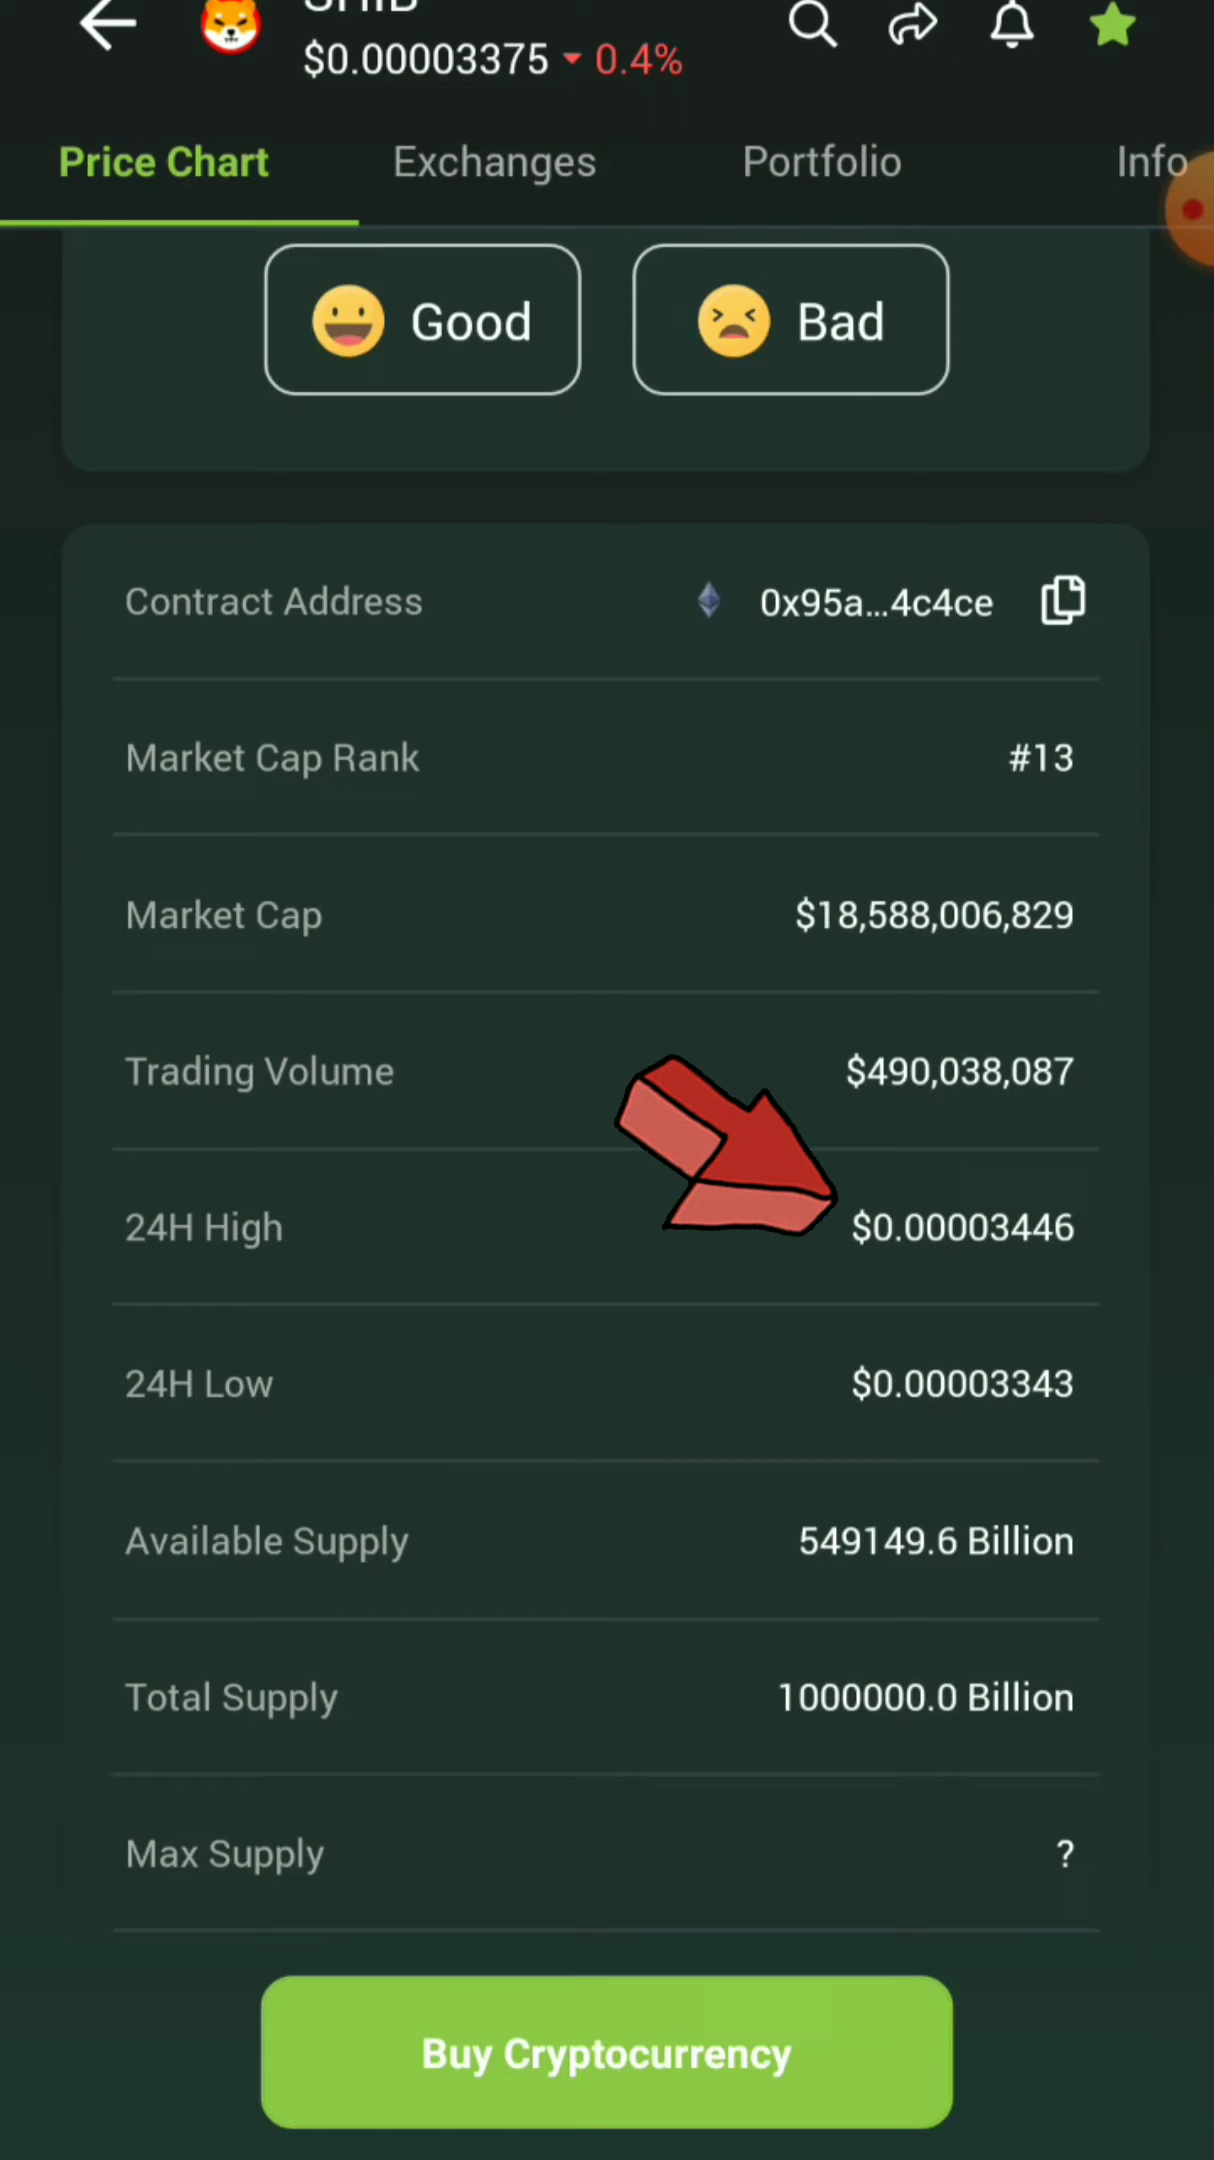 SHIB
$0.00003375 0.4%
Price Chart Exchanges Portfolio Info
Good Bad
Contract Address 0x95a...4c4ce
Market Cap Rank #13
Market Cap $18,588,006,829
Trading Volume $490,038,087
24H High $0.00003446
24H Low $0.00003343
Available Supply 549149.6 Billion
Total Supply 1000000.0 Billion
Max Supply ?
Buy Cryptocurrency